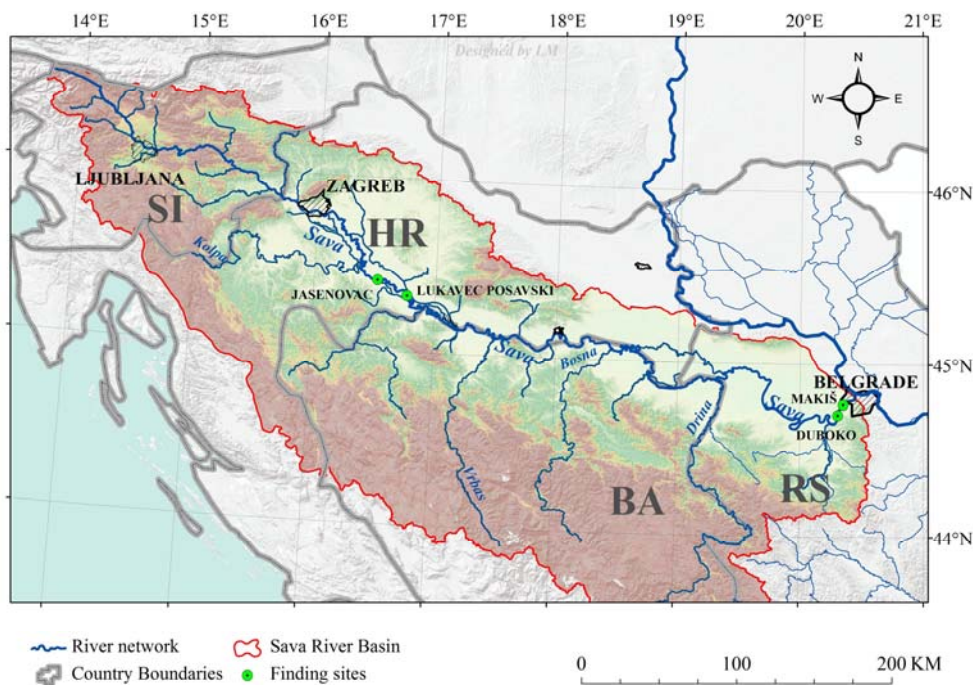 14°E 15°E 16°E 17°E 18°E 19°E 20°E 21°E
Designed by LM
N
W E
S
LJUBLJANA
SI
ZAGREB
46°N
HR
Sava
Kolpa
JASENOVAC
LUKAVEC POSAVSKI
Sava
Bosna
45°N
BELGRADE
MAKIŠ
Sava
DUBOKO
Drina
Vrbas
BA
RS
44°N
River network
Sava River Basin
Country Boundaries
Finding sites
0 100 200 KM